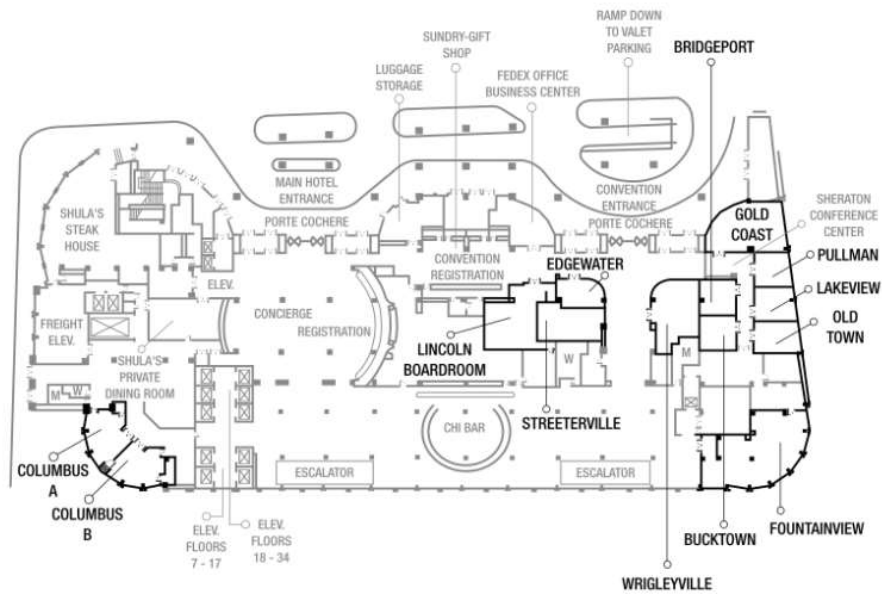 RAMP DOWN
TO VALET
PARKING
SUNDRY-GIFT
SHOP
BRIDGEPORT
LUGGAGE
STORAGE
FEDEX OFFICE
BUSINESS CENTER
MAIN HOTEL
ENTRANCE
CONVENTION
ENTRANCE
SHULA'S
STEAK
HOUSE
PORTE COCHERE
PORTE COCHERE
GOLD
COAST
SHERATON
CONFERENCE
CENTER
CONVENTION
REGISTRATION
EDGEWATER
PULLMAN
ELEV.
LAKEVIEW
CONCIERGE
REGISTRATION
OLD
TOWN
FREIGHT
ELEV.
LINCOLN
BOARDROOM
SHULA'S
PRIVATE
DINING ROOM
W
M
M
W
STREETERVILLE
CHI BAR
COLUMBUS
A
ESCALATOR
ESCALATOR
COLUMBUS
B
ELEV.
FLOORS
7 - 17
ELEV.
FLOORS
18 - 34
FOUNTAINVIEW
BUCKTOWN
WRIGLEYVILLE